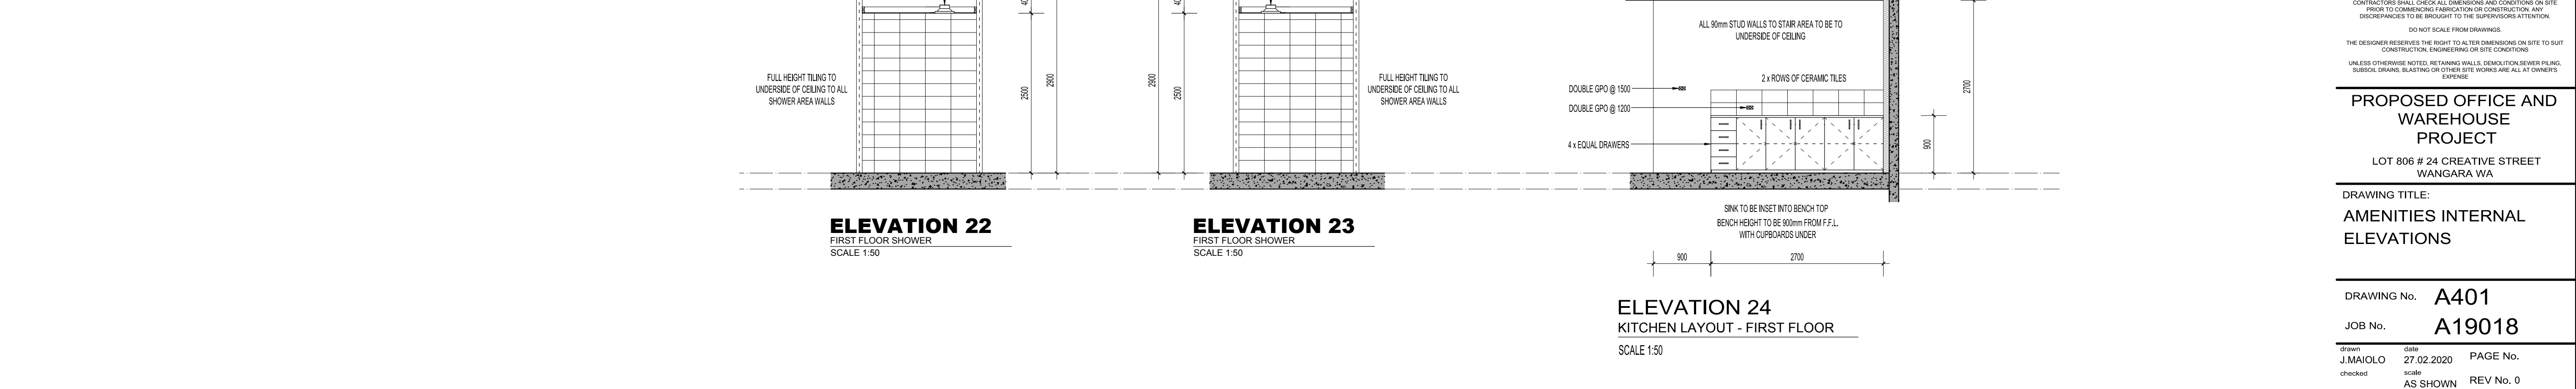 40
2500
2900
FULL HEIGHT TILING TO
UNDERSIDE OF CEILING TO ALL
SHOWER AREA WALLS
ELEVATION 22
FIRST FLOOR SHOWER
SCALE 1:50
40
2900
2500
FULL HEIGHT TILING TO
UNDERSIDE OF CEILING TO ALL
SHOWER AREA WALLS
ELEVATION 23
FIRST FLOOR SHOWER
SCALE 1:50
ALL 90mm STUD WALLS TO STAIR AREA TO BE TO
UNDERSIDE OF CEILING
2 x ROWS OF CERAMIC TILES
DOUBLE GPO @ 1500
DOUBLE GPO @ 1200
4 x EQUAL DRAWERS
900
2700
SINK TO BE INSET INTO BENCH TOP
BENCH HEIGHT TO BE 900mm FROM F.F.L.
WITH CUPBOARDS UNDER
900
2700
ELEVATION 24
KITCHEN LAYOUT - FIRST FLOOR
SCALE 1:50
CONTRACTORS SHALL CHECK ALL DIMENSIONS AND CONDITIONS ON SITE
PRIOR TO COMMENCING FABRICATION OR CONSTRUCTION. ANY
DISCREPANCIES TO BE BROUGHT TO THE SUPERVISORS ATTENTION.
DO NOT SCALE FROM DRAWINGS.
THE DESIGNER RESERVES THE RIGHT TO ALTER DIMENSIONS ON SITE TO SUIT
CONSTRUCTION, ENGINEERING OR SITE CONDITIONS
UNLESS OTHERWISE NOTED, RETAINING WALLS, DEMOLITION,SEWER PILING,
SUBSOIL DRAINS, BLASTING OR OTHER SITE WORKS ARE ALL AT OWNER'S
EXPENSE
PROPOSED OFFICE AND
WAREHOUSE
PROJECT
LOT 806 # 24 CREATIVE STREET
WANGARA WA
DRAWING TITLE:
AMENITIES INTERNAL
ELEVATIONS
DRAWING No. A401
JOB No. A19018
drawn date
J.MAIOLO 27.02.2020 PAGE No.
checked scale
AS SHOWN REV No. 0